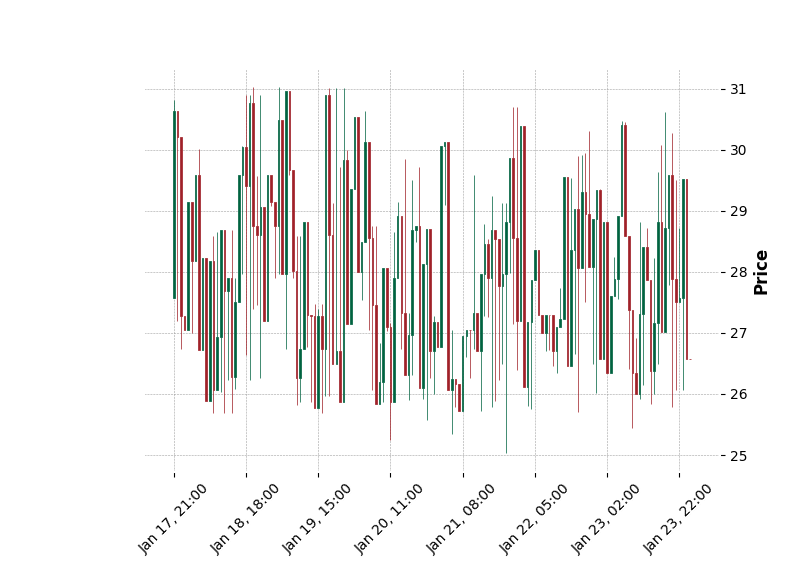 31
30
29
28
27
26
25
Price
Jan 17, 21:00
Jan 18, 18:00
Jan 19, 15:00
Jan 20, 11:00
Jan 21, 08:00
Jan 22, 05:00
Jan 23, 02:00
Jan 23, 22:00